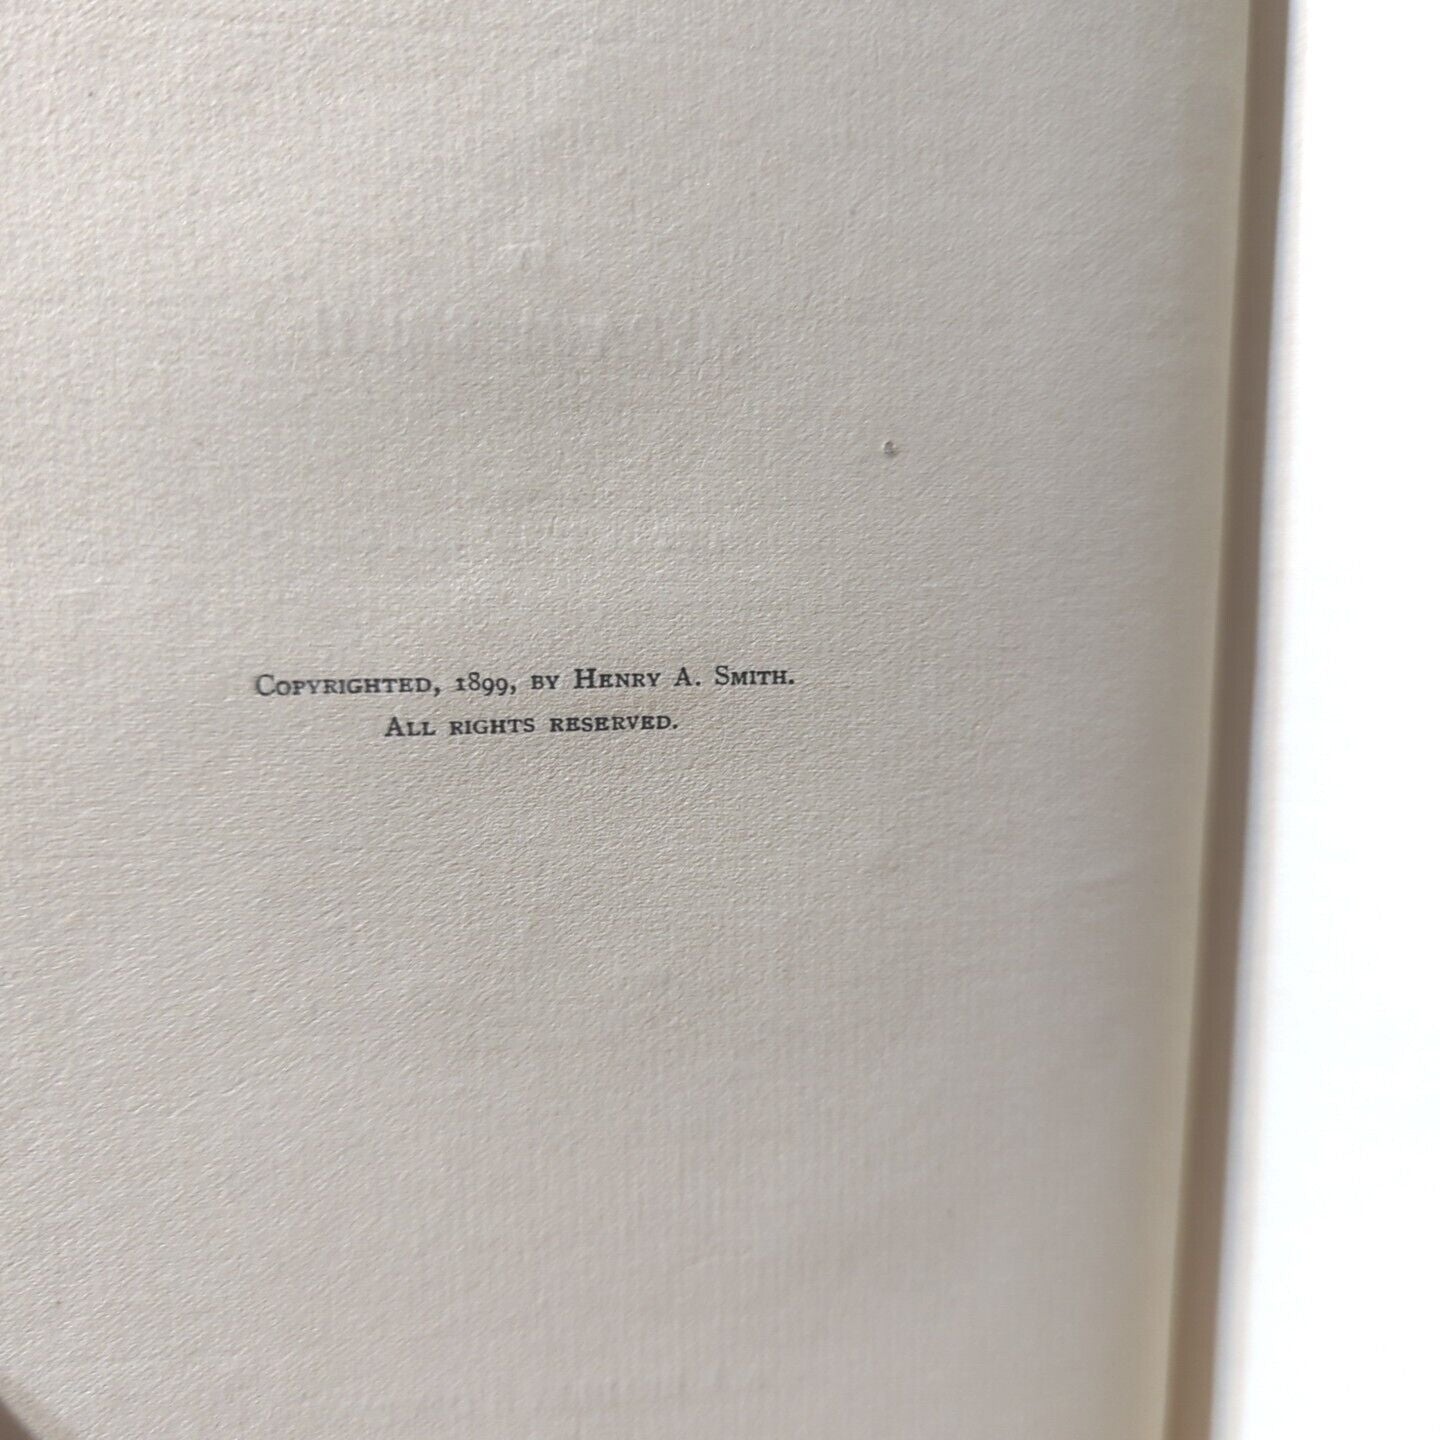 Copyrighted, 1899, by Henry A. Smith.
All rights reserved.